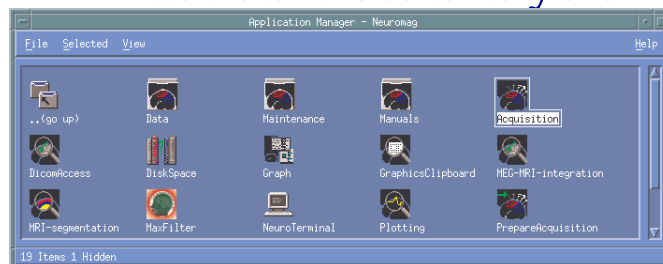 Application Manager - Neuromag
File Selected View Help
..(go up) Data Maintenance Manuals Acquisition
DicomAccess DiskSpace Graph GraphicsClipboard MEG-MRI-integration
MRI-segmentation MaxFilter NeuroTerminal Plotting PrepareAcquisition
19 Items 1 Hidden